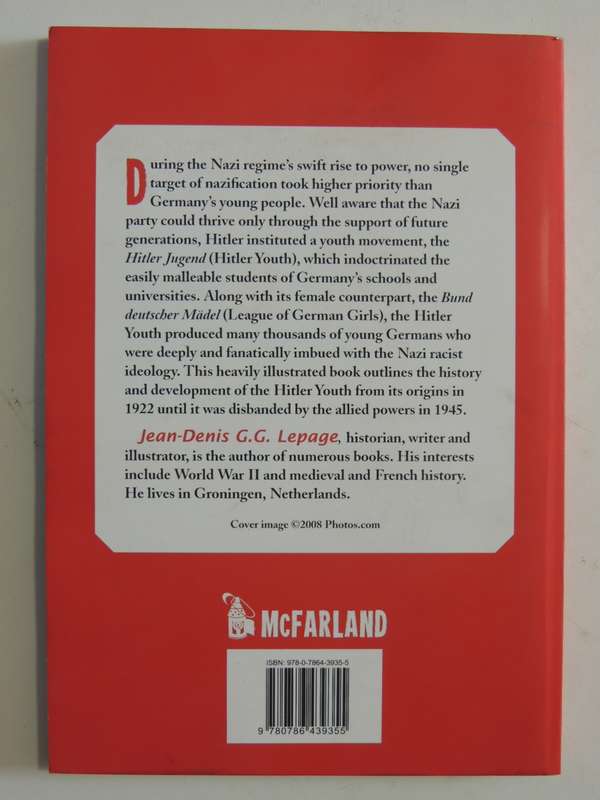 During the Nazi regime's swift rise to power, no single
target of nazification took higher priority than
Germany's young people. Well aware that the Nazi
party could thrive only through the support of future
generations, Hitler instituted a youth movement, the
Hitler Jugend (Hitler Youth), which indoctrinated the
easily malleable students of Germany's schools and
universities. Along with its female counterpart, the Bund
deutscher Mädel (League of German Girls), the Hitler
Youth produced many thousands of young Germans who
were deeply and fanatically imbued with the Nazi racist
ideology. This heavily illustrated book outlines the history
and development of the Hitler Youth from its origins in
1922 until it was disbanded by the allied powers in 1945.
Jean-Denis G.G. Lepage, historian, writer and
illustrator, is the author of numerous books. His interests
include World War II and medieval and French history.
He lives in Groningen, Netherlands.
Cover image ©2008 Photos.com
McFARLAND
ISBN: 978-0-7864-3935-5
9 780786 439355